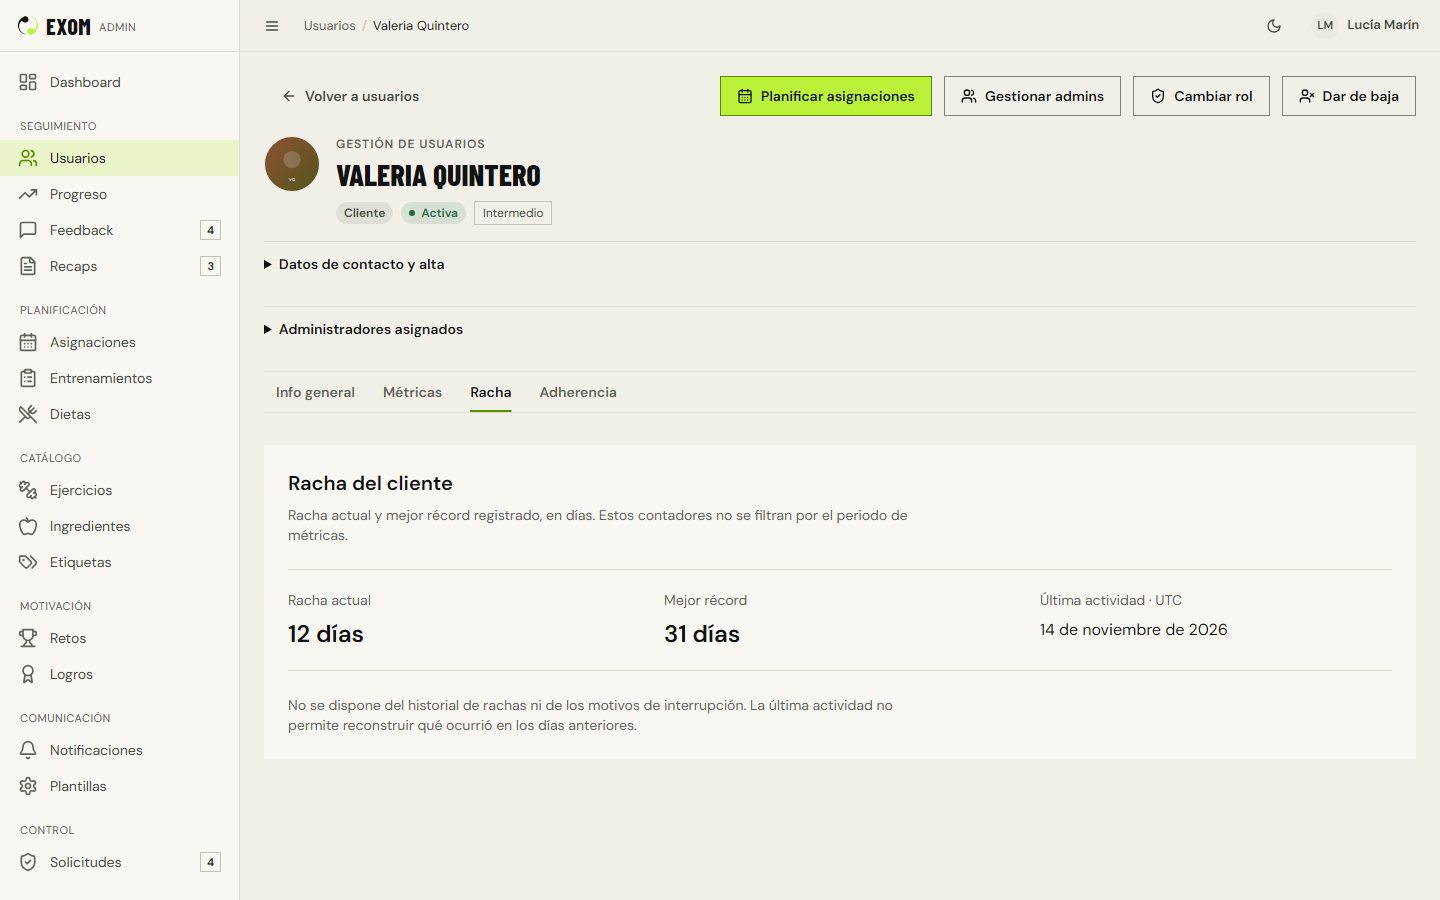 EXOM ADMIN
Usuarios / Valeria Quintero
LM Lucía Marín
Dashboard
SEGUIMIENTO
Usuarios
Progreso
Feedback 4
Recaps 3
PLANIFICACIÓN
Asignaciones
Entrenamientos
Dietas
CATÁLOGO
Ejercicios
Ingredientes
Etiquetas
MOTIVACIÓN
Retos
Logros
COMUNICACIÓN
Notificaciones
Plantillas
CONTROL
Solicitudes 4
Volver a usuarios
Planificar asignaciones
Gestionar admins
Cambiar rol
Dar de baja
GESTIÓN DE USUARIOS
VALERIA QUINTERO
Cliente Activa Intermedio
Datos de contacto y alta
Administradores asignados
Info general Métricas Racha Adherencia
Racha del cliente
Racha actual y mejor récord registrado, en días. Estos contadores no se filtran por el periodo de
métricas.
Racha actual
12 días
Mejor récord
31 días
Última actividad · UTC
14 de noviembre de 2026
No se dispone del historial de rachas ni de los motivos de interrupción. La última actividad no
permite reconstruir qué ocurrió en los días anteriores.